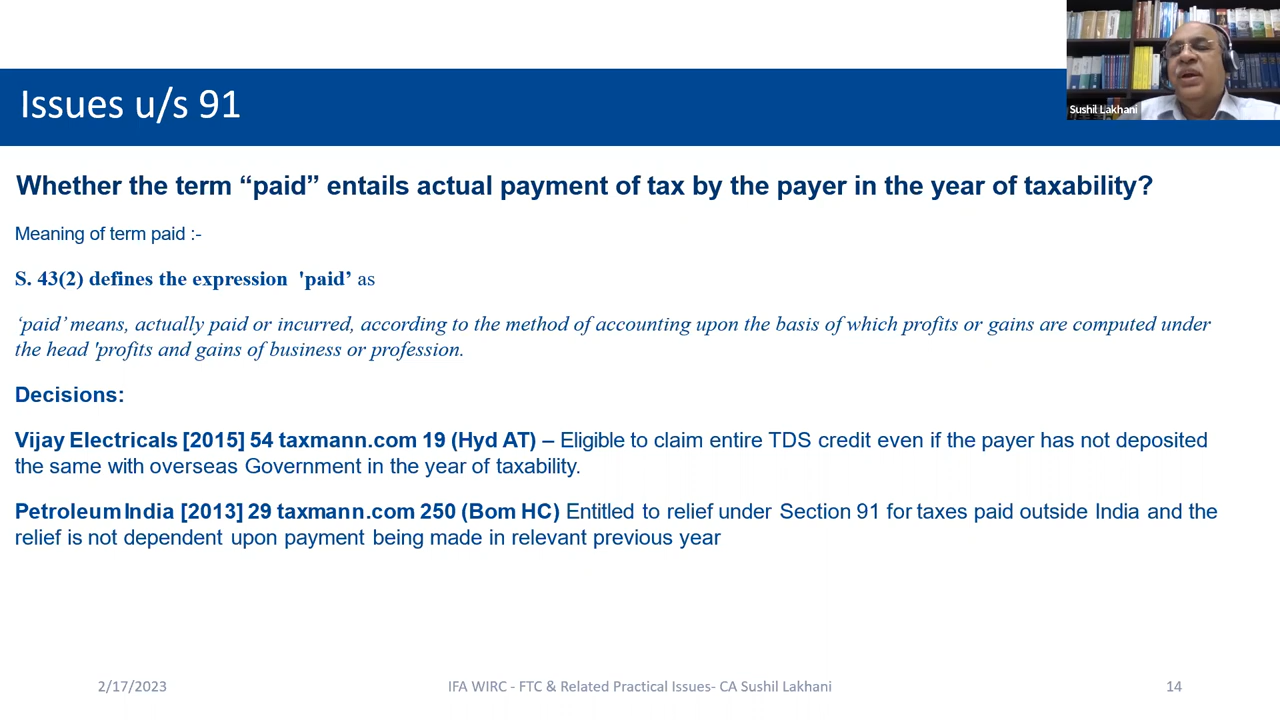 Sushil Lakhani
Issues u/s 91
Whether the term “paid” entails actual payment of tax by the payer in the year of taxability?
Meaning of term paid :-
S. 43(2) defines the expression 'paid’ as
‘paid’ means, actually paid or incurred, according to the method of accounting upon the basis of which profits or gains are computed under
the head 'profits and gains of business or profession.
Decisions:
Vijay Electricals [2015] 54 taxmann.com 19 (Hyd AT) – Eligible to claim entire TDS credit even if the payer has not deposited
the same with overseas Government in the year of taxability.
Petroleum India [2013] 29 taxmann.com 250 (Bom HC) Entitled to relief under Section 91 for taxes paid outside India and the
relief is not dependent upon payment being made in relevant previous year
2/17/2023
IFA WIRC - FTC & Related Practical Issues- CA Sushil Lakhani
14